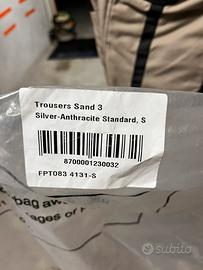 Trousers Sand 3
Silver-Anthracite Standard, S
8700001230032
FPT083 4131-S
bag aw
ages of
subito